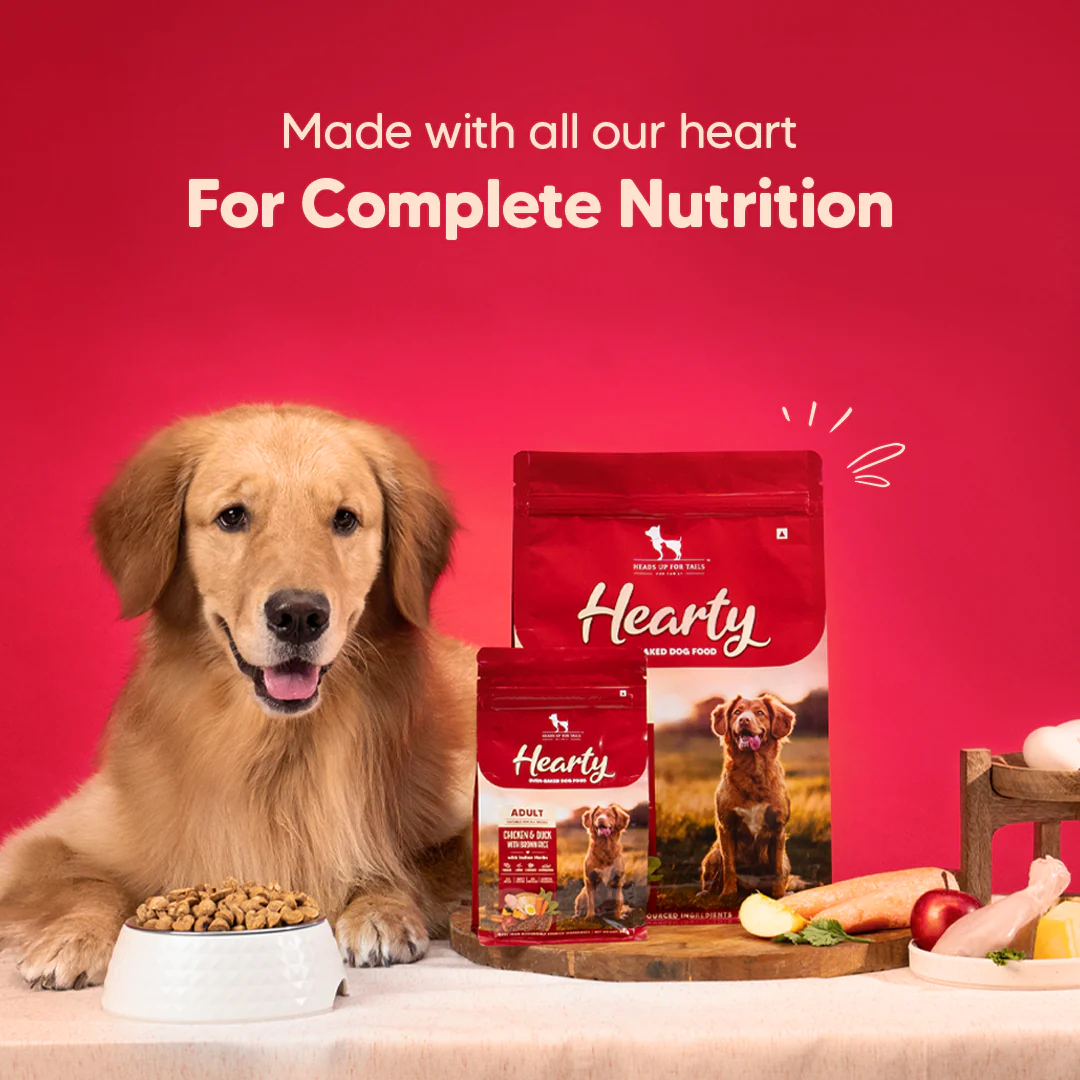 Made with all our heart
For Complete Nutrition
HEADS UP FOR TAILS
Hearty
AKED DOG FOOD
HEADS UP FOR TAILS
Hearty
OVEN-BAKED DOG FOOD
ADULT
CHICKEN & DUCK
WITH BROWN RICE
with Indian Herbs
OURCED INGREDIENTS